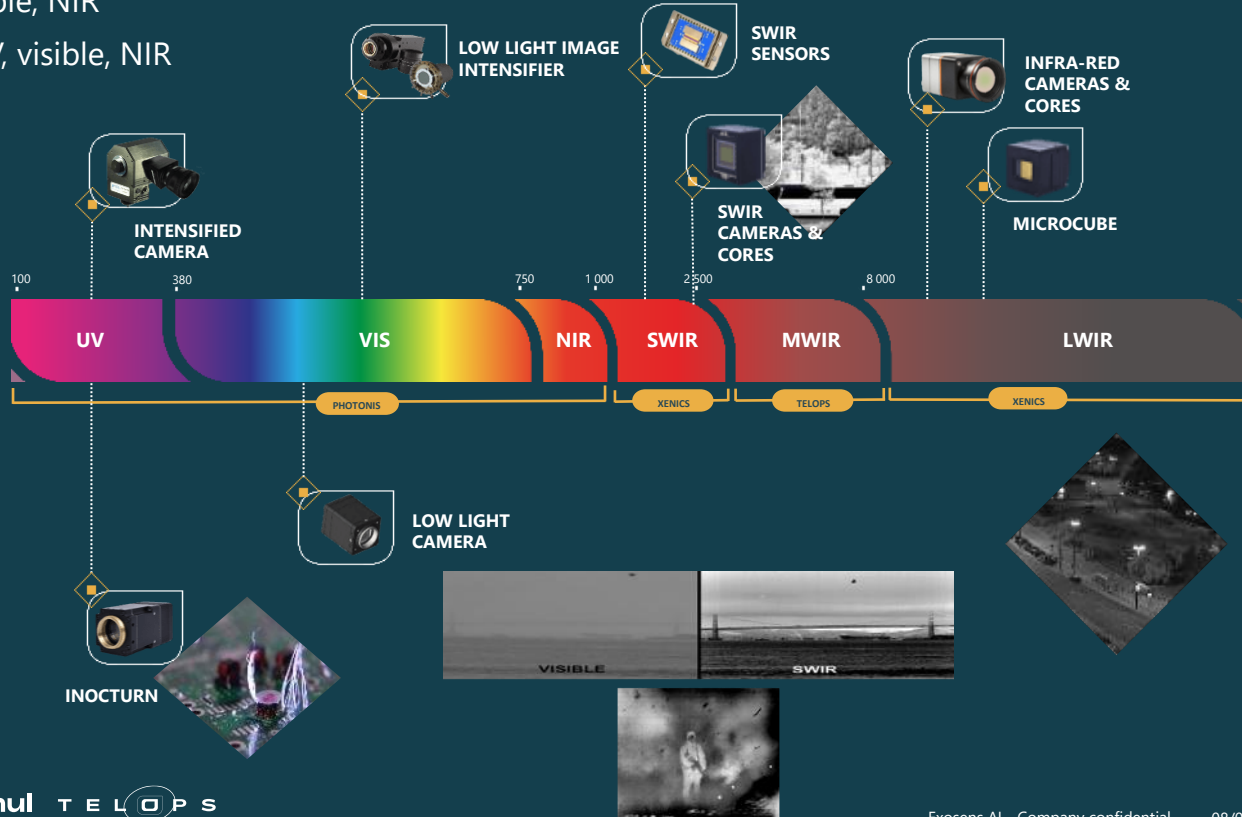 ble, NIR
V, visible, NIR
LOW LIGHT IMAGE
INTENSIFIER
SWIR
SENSORS
INFRA-RED
CAMERAS &
CORES
INTENSIFIED
CAMERA
SWIR
CAMERAS &
CORES
MICROCUBE
100
380
750
1 000
2 500
8 000
UV
VIS
NIR
SWIR
MWIR
LWIR
PHOTONIS
XENICS
TELOPS
XENICS
LOW LIGHT
CAMERA
INOCTURN
VISIBLE
SWIR
TELOPS
Company confidential